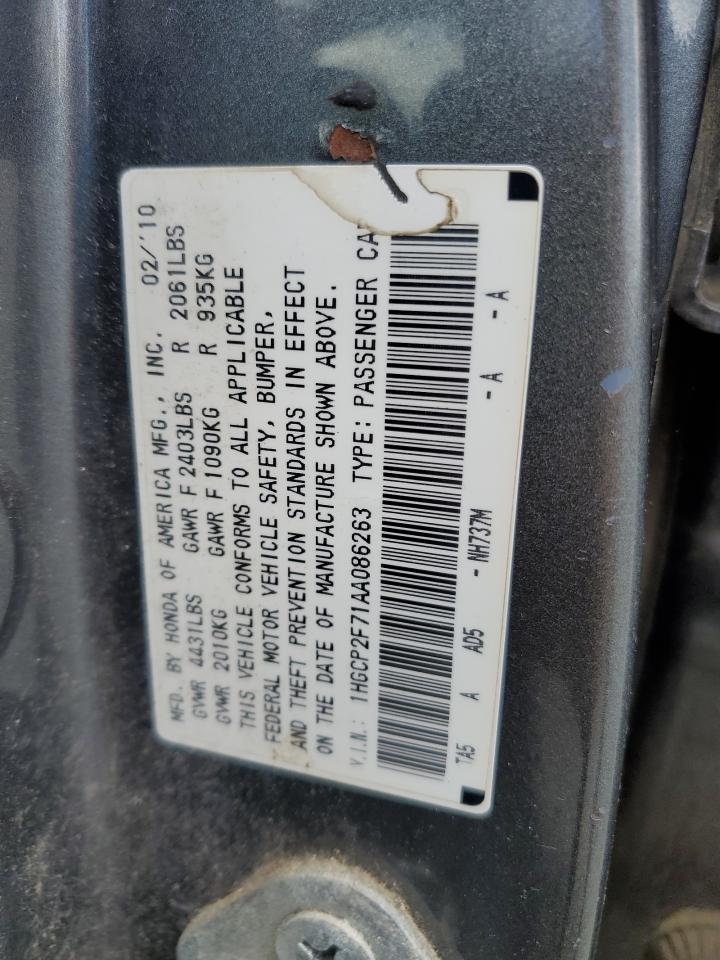 MFD. BY HONDA OF AMERICA MFG., INC. 02/'10
GVWR 4431LBS GAWR F 2403LBS R 2061LBS
GVWR 2010KG GAWR F 1090KG R 935KG
THIS VEHICLE CONFORMS TO ALL APPLICABLE
FEDERAL MOTOR VEHICLE SAFETY, BUMPER,
AND THEFT PREVENTION STANDARDS IN EFFECT
ON THE DATE OF MANUFACTURE SHOWN ABOVE.
V.I.N.: 1HGCP2F71AA086263 TYPE: PASSENGER CA
TA5 A AD5 - NH737M - A - A